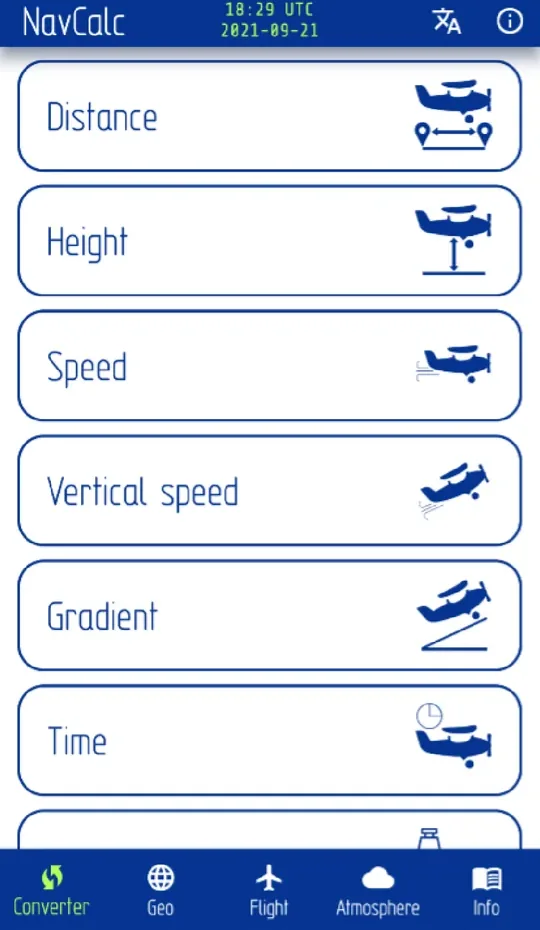 NavCalc
18:29 UTC
2021-09-21
Distance
Height
Speed
Vertical speed
Gradient
Time
Converter
Geo
Flight
Atmosphere
Info